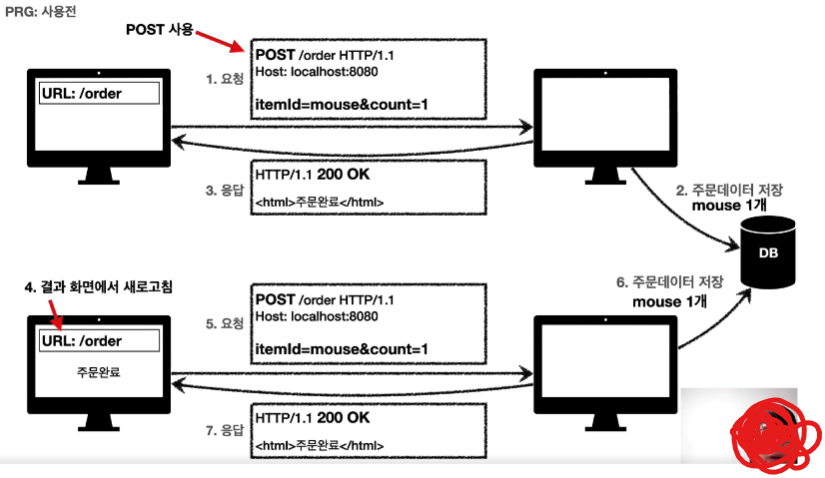 PRG: 사용전
POST 사용
URL: /order
1. 요청
POST /order HTTP/1.1
Host: localhost:8080
itemId=mouse&count=1
3. 응답
HTTP/1.1 200 OK
<html>주문완료</html>
2. 주문데이터 저장
mouse 1개
DB
4. 결과 화면에서 새로고침
URL: /order
주문완료
5. 요청
POST /order HTTP/1.1
Host: localhost:8080
itemId=mouse&count=1
6. 주문데이터 저장
mouse 1개
7. 응답
HTTP/1.1 200 OK
<html>주문완료</html>